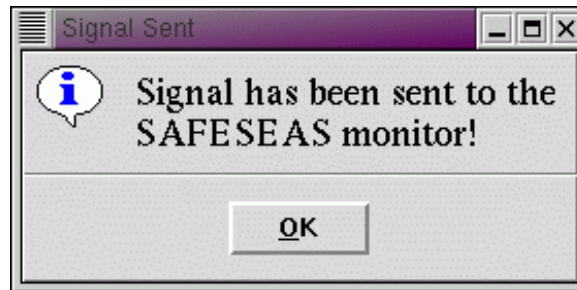 Signal Sent
Signal has been sent to the
SAFESEAS monitor!
OK